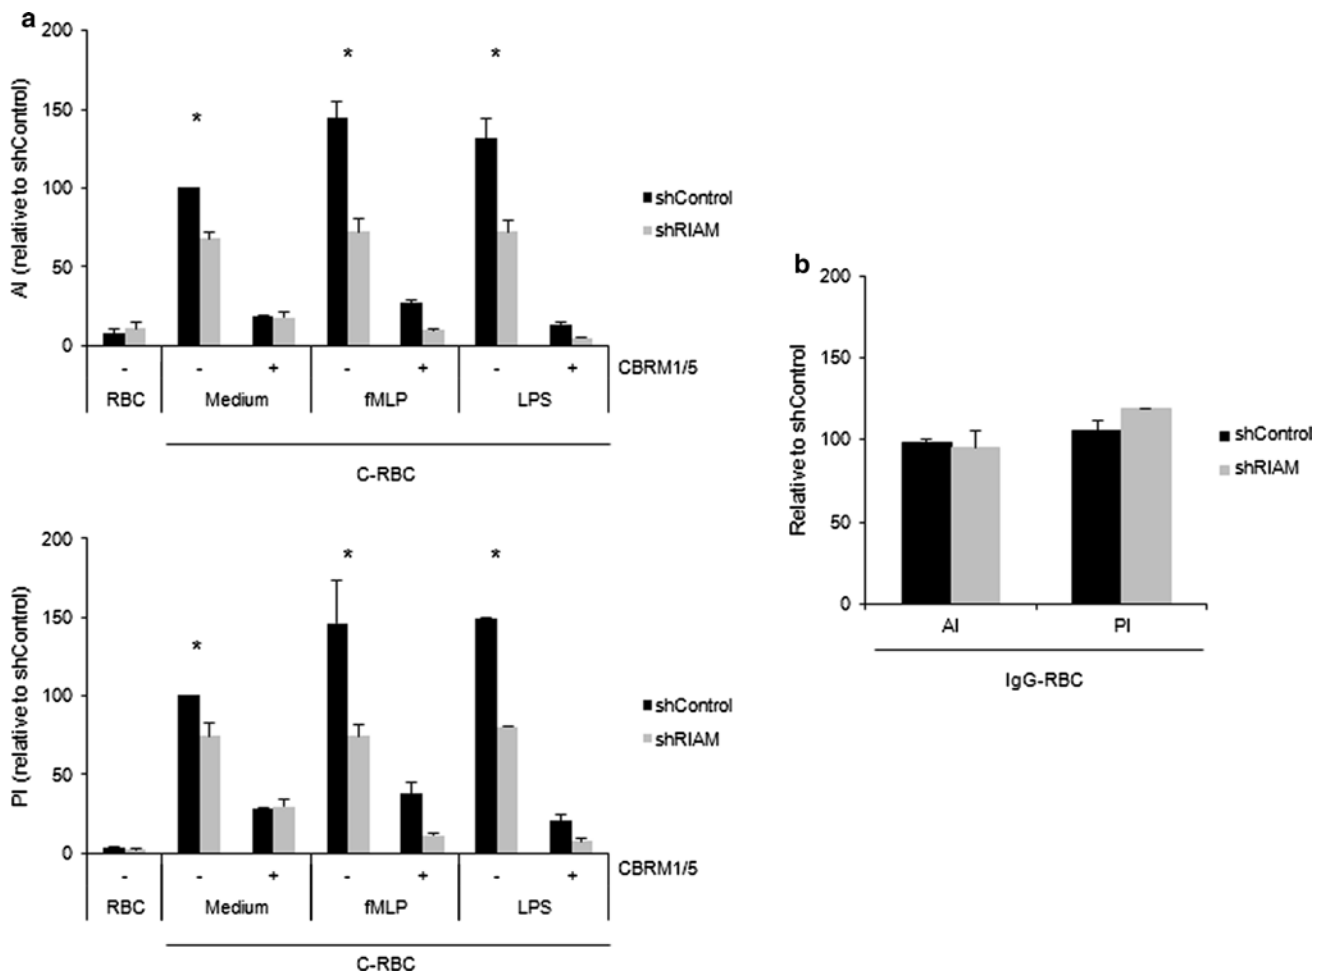 a
200
150
100
50
0
AI (relative to shControl)
* * *
shControl
shRIAM
- - + - + - + CBRM1/5
RBC Medium fMLP LPS
C-RBC
200
150
100
50
0
PI (relative to shControl)
* * *
shControl
shRIAM
- - + - + - + CBRM1/5
RBC Medium fMLP LPS
C-RBC
b
200
150
100
50
0
Relative to shControl
shControl
shRIAM
AI PI
IgG-RBC